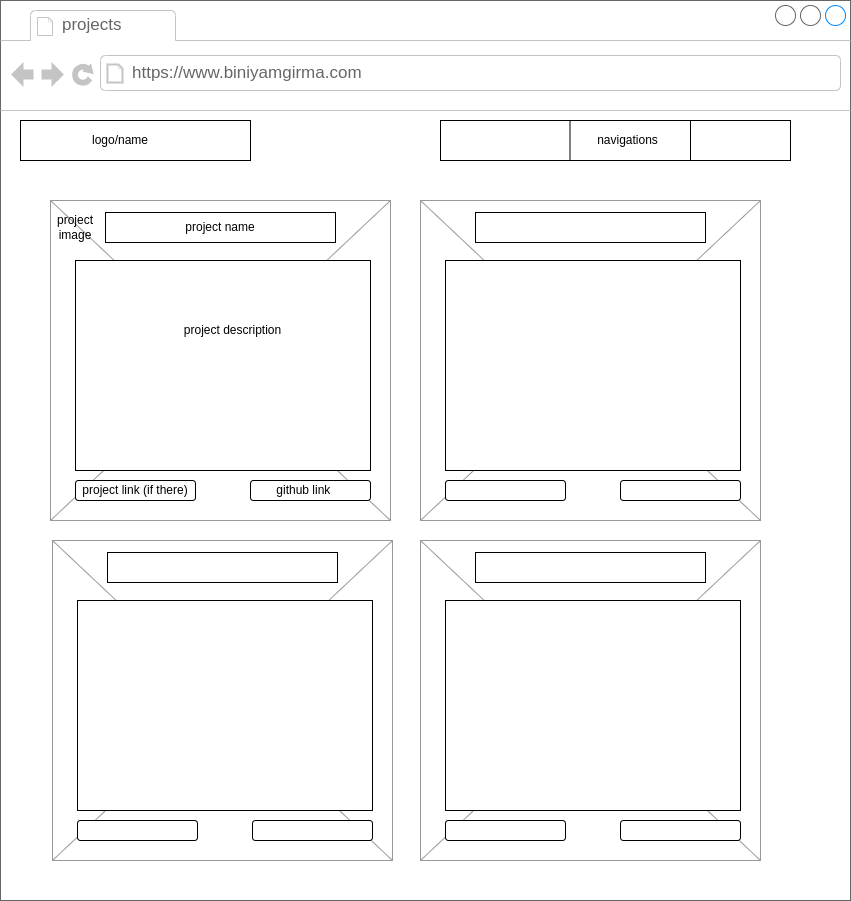 projects
https://www.biniyamgirma.com
logo/name
navigations
project
image
project name
project description
project link (if there)
github link